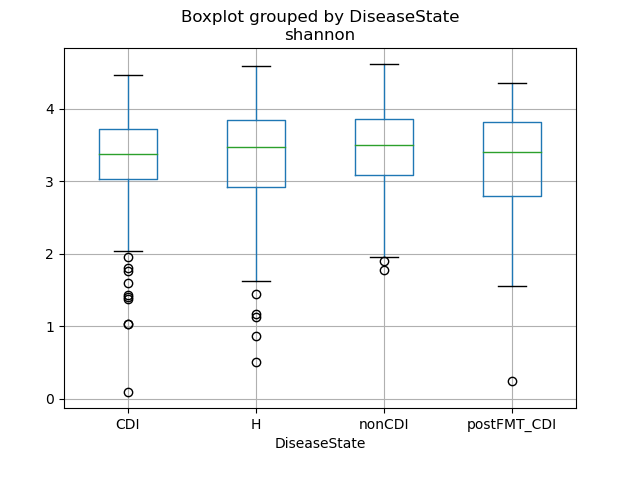 Boxplot grouped by DiseaseState
shannon
4
3
2
1
0
CDI
H
nonCDI
postFMT_CDI
DiseaseState